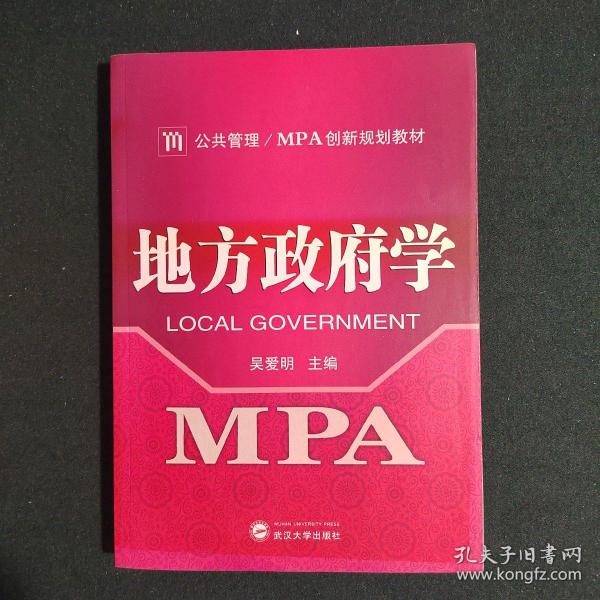 公共管理/MPA创新规划教材
地方政府学
LOCAL GOVERNMENT
吴爱明 主编
MPA
WUHAN UNIVERSITY PRESS
武汉大学出版社
孔夫子旧书网
www.kongfz.com